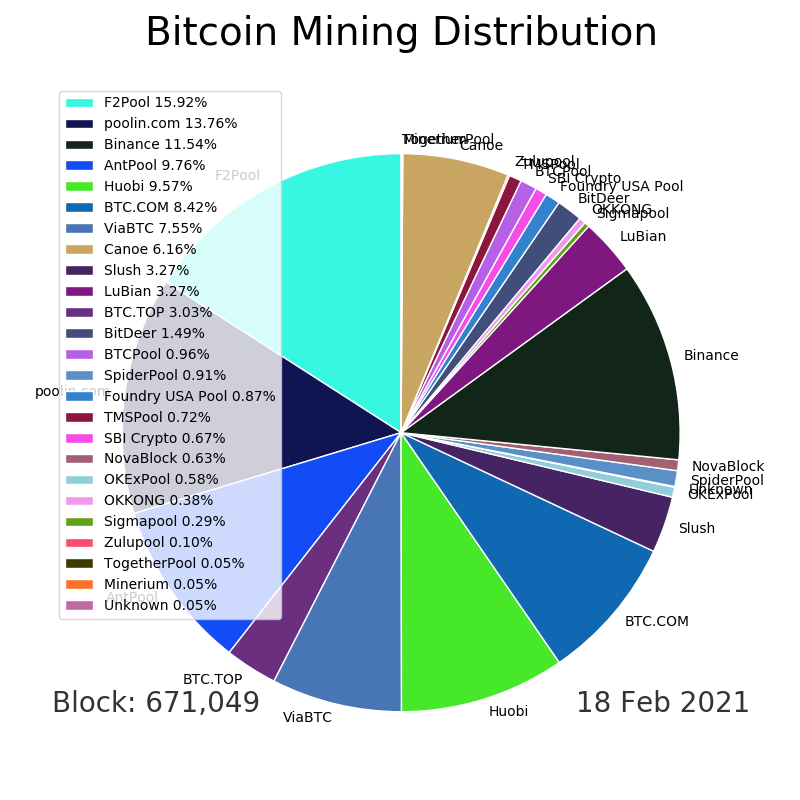 Bitcoin Mining Distribution
F2Pool 15.92%
poolin.com 13.76%
Binance 11.54%
AntPool 9.76%
Huobi 9.57%
BTC.COM 8.42%
ViaBTC 7.55%
Canoe 6.16%
Slush 3.27%
LuBian 3.27%
BTC.TOP 3.03%
BitDeer 1.49%
BTCPool 0.96%
SpiderPool 0.91%
Foundry USA Pool 0.87%
TMSPool 0.72%
SBI Crypto 0.67%
NovaBlock 0.63%
OKExPool 0.58%
OKKONG 0.38%
Sigmapool 0.29%
Zulupool 0.10%
TogetherPool 0.05%
Minerium 0.05%
Unknown 0.05%
TogetherPool
Minerium
Canoe
Zulupool
TMSPool
BTCPool
SBI Crypto
Foundry USA Pool
BitDeer
OKKONG
Sigmapool
LuBian
Binance
NovaBlock
SpiderPool
Unknown
OKExPool
Slush
BTC.COM
Huobi
ViaBTC
BTC.TOP
AntPool
poolin.com
F2Pool
Block: 671,049
18 Feb 2021